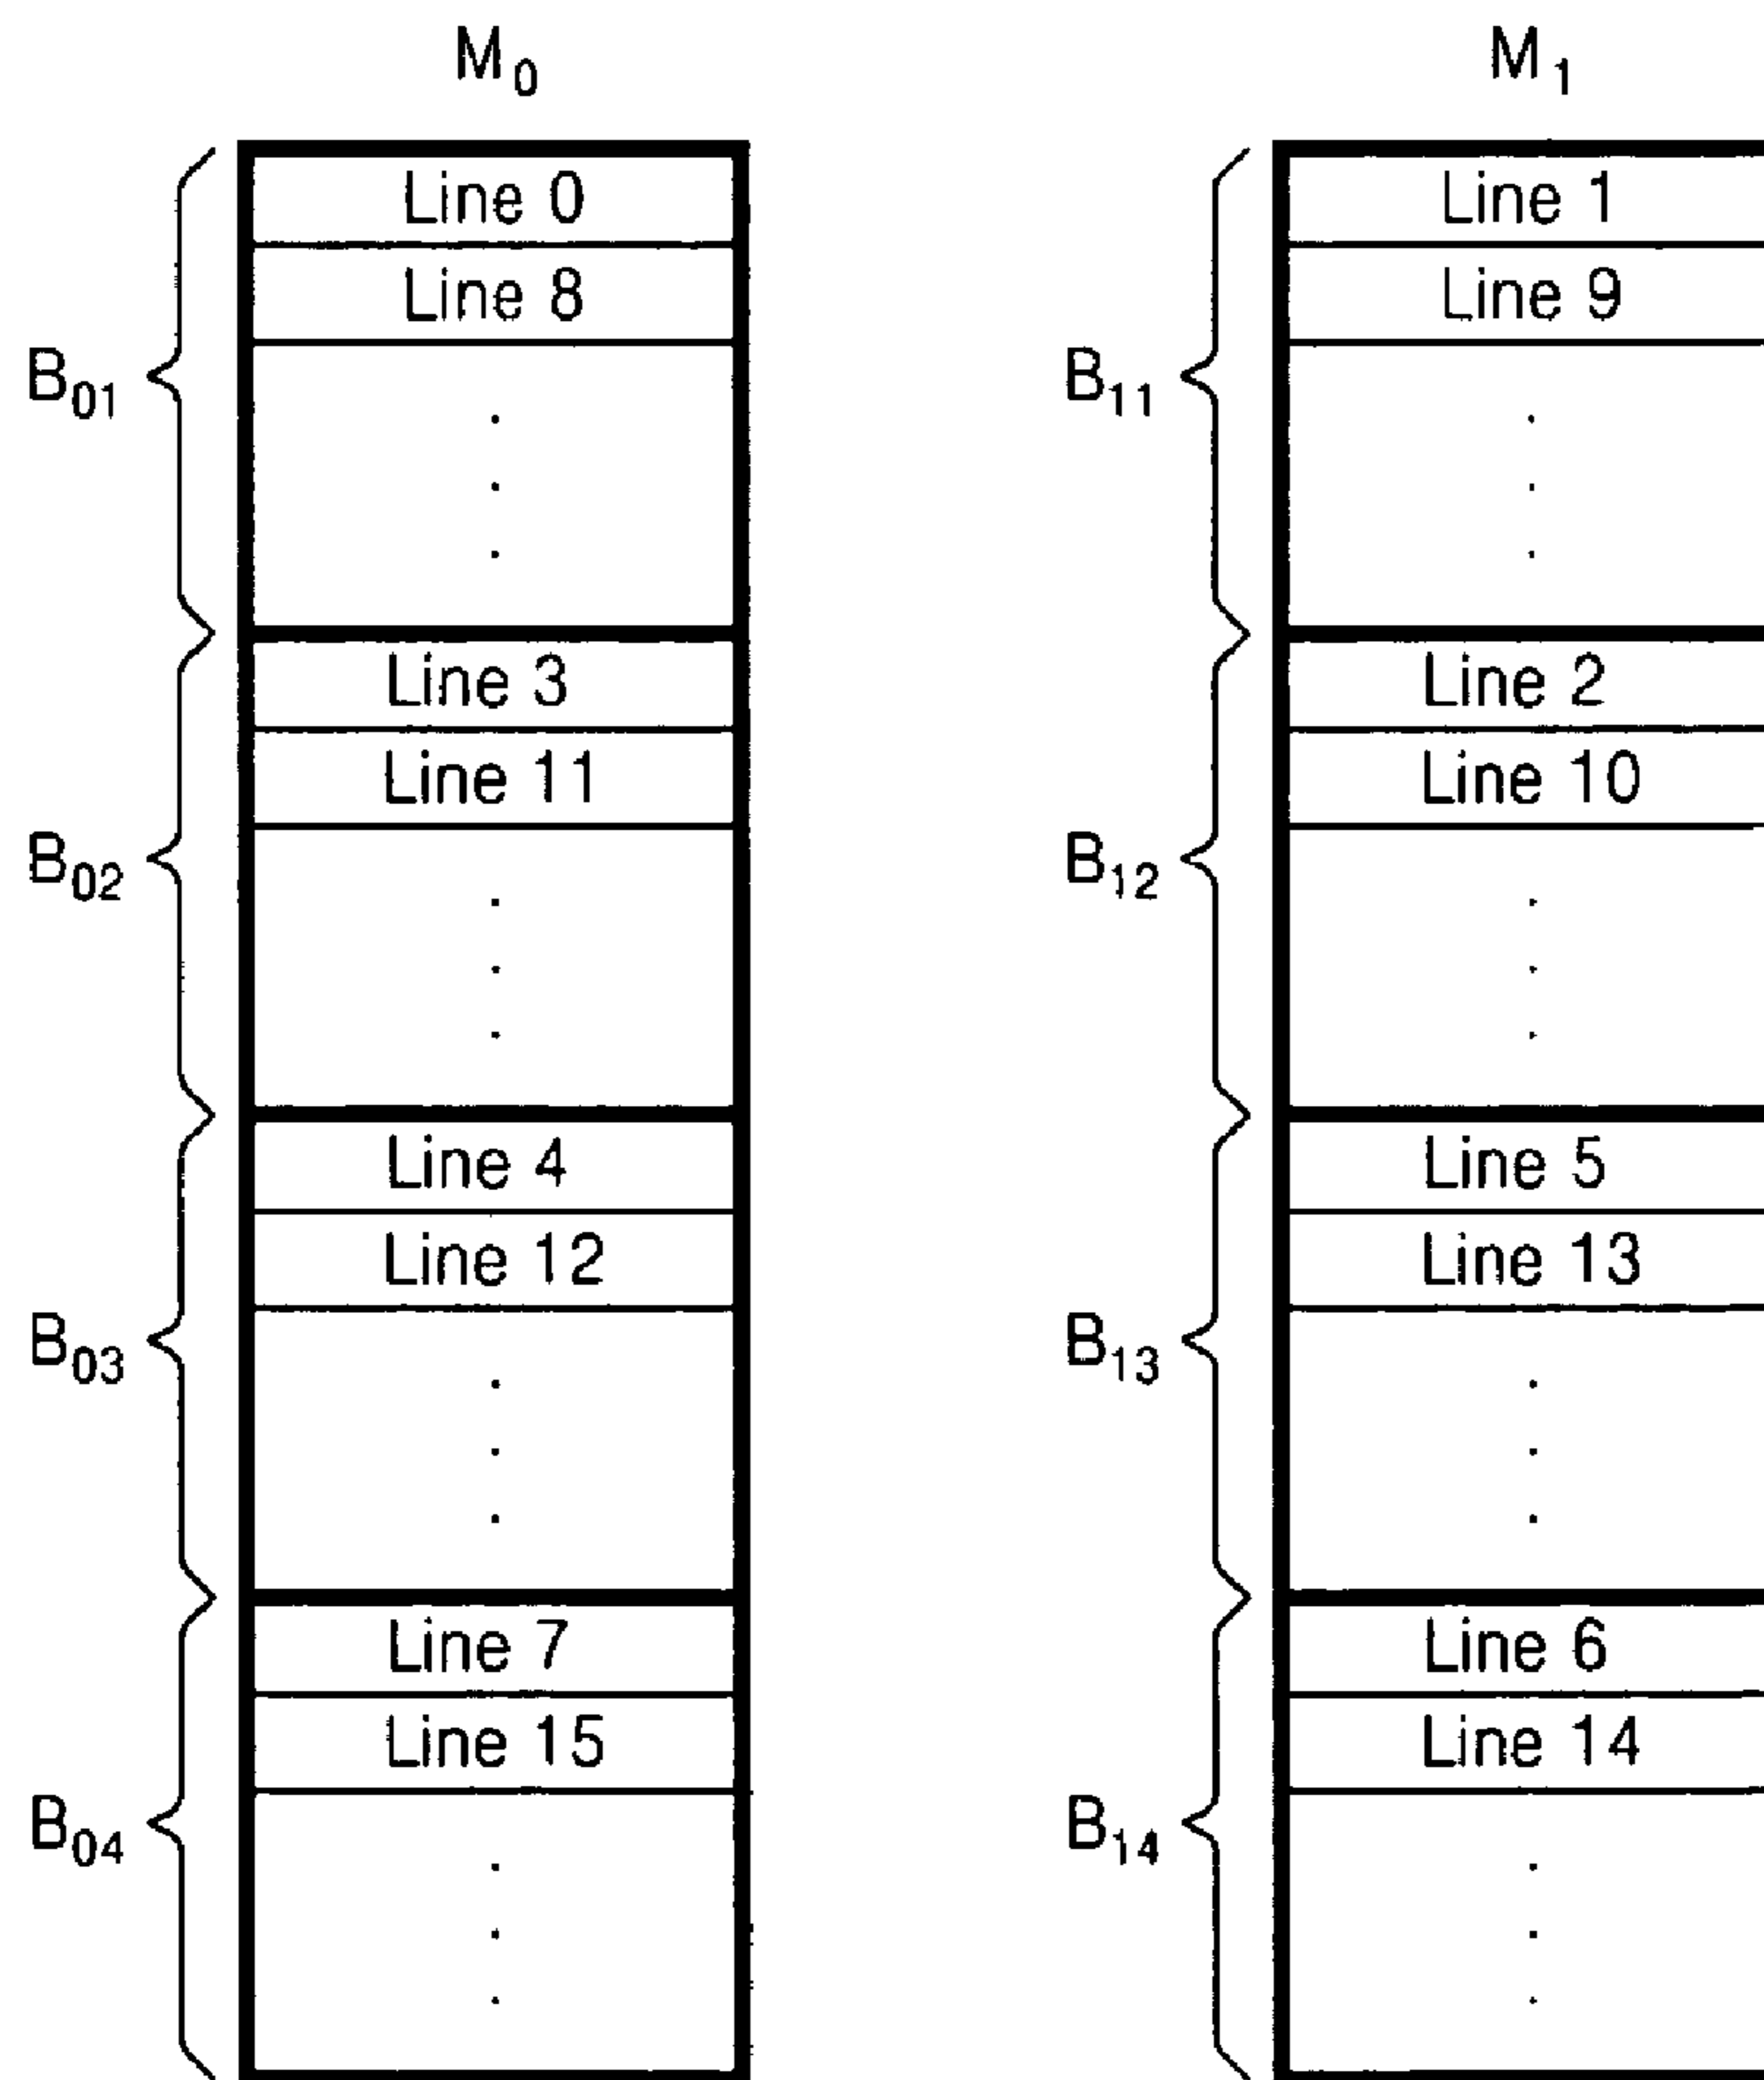 M0 M1
Line 0 Line 1
Line 8 Line 9
B01 B11
Line 3 Line 2
Line 11 Line 10
B02 B12
Line 4 Line 5
Line 12 Line 13
B03 B13
Line 7 Line 6
Line 15 Line 14
B04 B14